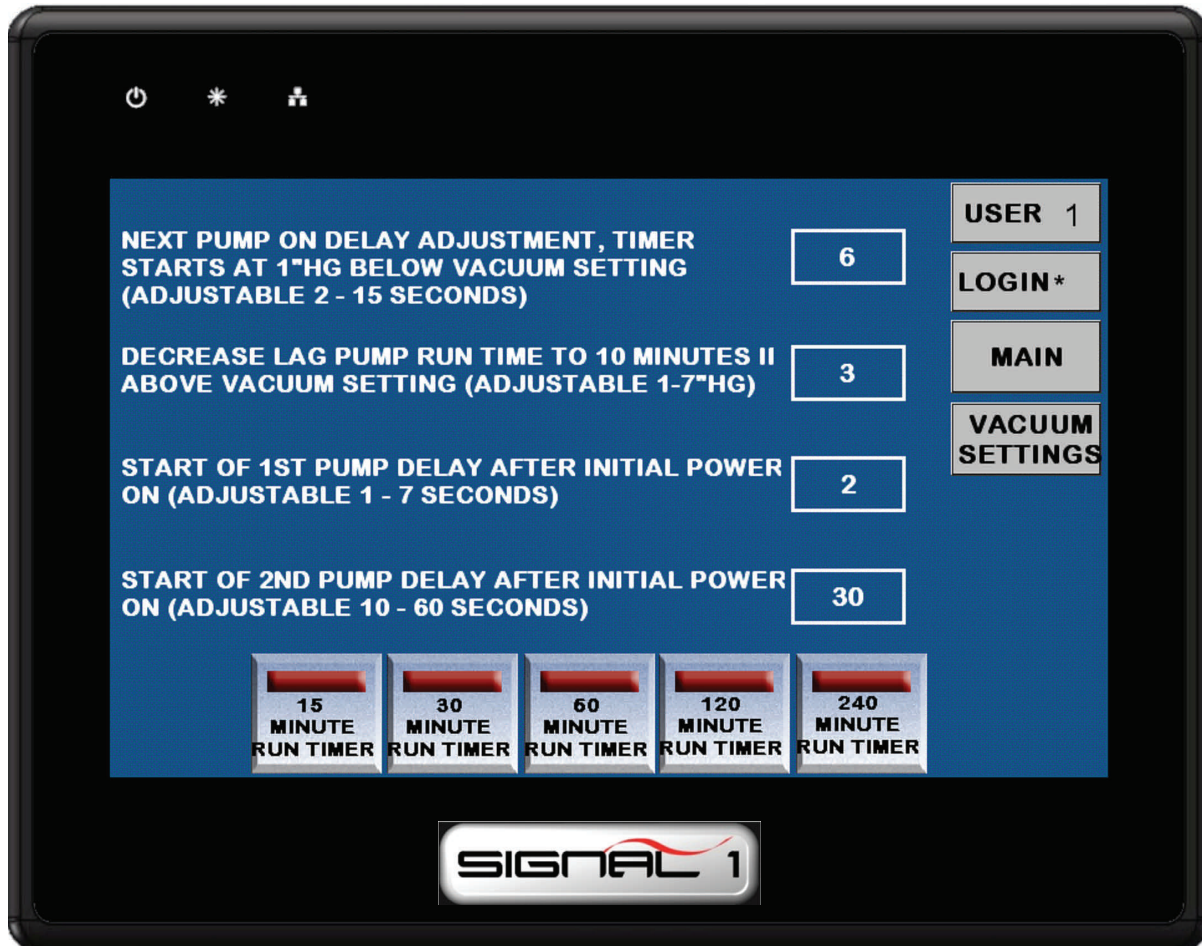 NEXT PUMP ON DELAY ADJUSTMENT, TIMER
STARTS AT 1"HG BELOW VACUUM SETTING
(ADJUSTABLE 2 - 15 SECONDS)
6
DECREASE LAG PUMP RUN TIME TO 10 MINUTES II
ABOVE VACUUM SETTING (ADJUSTABLE 1-7"HG)
3
START OF 1ST PUMP DELAY AFTER INITIAL POWER
ON (ADJUSTABLE 1 - 7 SECONDS)
2
START OF 2ND PUMP DELAY AFTER INITIAL POWER
ON (ADJUSTABLE 10 - 60 SECONDS)
30
USER 1
LOGIN*
MAIN
VACUUM
SETTINGS
15
MINUTE
RUN TIMER
30
MINUTE
RUN TIMER
60
MINUTE
RUN TIMER
120
MINUTE
RUN TIMER
240
MINUTE
RUN TIMER
SIGNAL 1